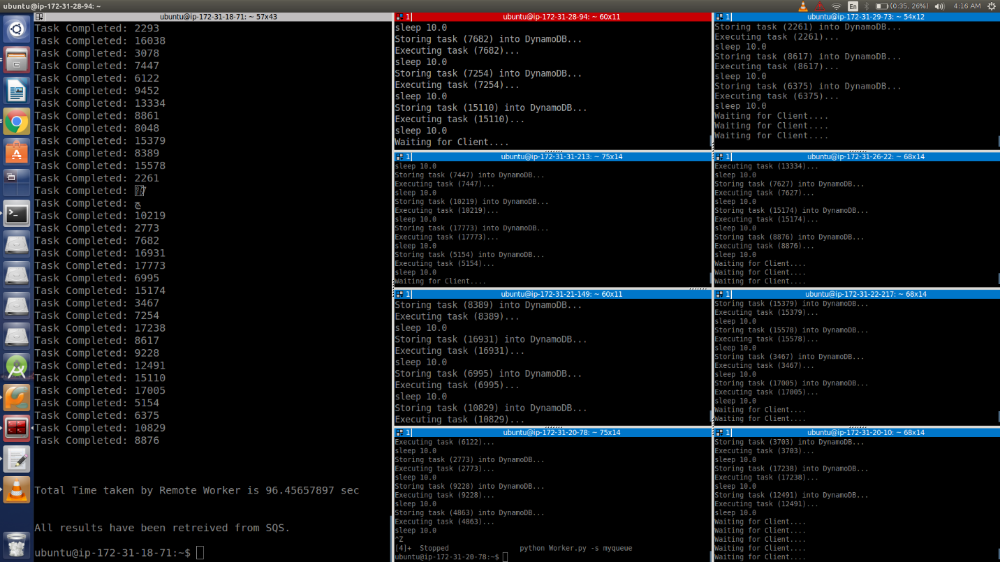 ubuntu@ip-172-31-28-94: ~
En
(0:35, 26%)
4:16 AM
ubuntu@ip-172-31-18-71: ~ 57x43
Task Completed: 2293
Task Completed: 16038
Task Completed: 3078
Task Completed: 7447
Task Completed: 6122
Task Completed: 9452
Task Completed: 13334
Task Completed: 8861
Task Completed: 8048
Task Completed: 15379
Task Completed: 8389
Task Completed: 15578
Task Completed: 2261
Task Completed:
Task Completed:
Task Completed: 10219
Task Completed: 2773
Task Completed: 7682
Task Completed: 16931
Task Completed: 17773
Task Completed: 6995
Task Completed: 15174
Task Completed: 3467
Task Completed: 7254
Task Completed: 17238
Task Completed: 8617
Task Completed: 9228
Task Completed: 12491
Task Completed: 15110
Task Completed: 17005
Task Completed: 5154
Task Completed: 6375
Task Completed: 10829
Task Completed: 8876
Total Time taken by Remote Worker is 96.45657897 sec
All results have been retreived from SQS.
ubuntu@ip-172-31-18-71:~$
1
ubuntu@ip-172-31-28-94: ~ 60x11
sleep 10.0
Storing task (7682) into DynamoDB...
Executing task (7682)...
sleep 10.0
Storing task (7254) into DynamoDB...
Executing task (7254)...
sleep 10.0
Storing task (15110) into DynamoDB...
Executing task (15110)...
sleep 10.0
Waiting for Client....
1
ubuntu@ip-172-31-31-213: ~ 75x14
sleep 10.0
Storing task (7447) into DynamoDB...
Executing task (7447)...
sleep 10.0
Storing task (10219) into DynamoDB...
Executing task (10219)...
sleep 10.0
Storing task (17773) into DynamoDB...
Executing task (17773)...
sleep 10.0
Storing task (5154) into DynamoDB...
Executing task (5154)...
sleep 10.0
Waiting for Client....
1
ubuntu@ip-172-31-21-149: ~ 60x11
Storing task (8389) into DynamoDB...
Executing task (8389)...
sleep 10.0
Storing task (16931) into DynamoDB...
Executing task (16931)...
sleep 10.0
Storing task (6995) into DynamoDB...
Executing task (6995)...
sleep 10.0
Storing task (10829) into DynamoDB...
Executing task (10829)...
1
ubuntu@ip-172-31-20-78: ~ 75x14
Executing task (6122)...
sleep 10.0
Storing task (2773) into DynamoDB...
Executing task (2773)...
sleep 10.0
Storing task (9228) into DynamoDB...
Executing task (9228)...
sleep 10.0
Storing task (4863) into DynamoDB...
Executing task (4863)...
sleep 10.0
^Z
[4]+ Stopped python Worker.py -s myqueue
ubuntu@ip-172-31-20-78:~$
1
ubuntu@ip-172-31-29-73: ~ 54x12
Storing task (2261) into DynamoDB...
Executing task (2261)...
sleep 10.0
Storing task (8617) into DynamoDB...
Executing task (8617)...
sleep 10.0
Storing task (6375) into DynamoDB...
Executing task (6375)...
sleep 10.0
Waiting for Client....
Waiting for Client....
Waiting for Client....
1
ubuntu@ip-172-31-26-22: ~ 68x14
Executing task (13334)...
sleep 10.0
Storing task (7627) into DynamoDB...
Executing task (7627)...
sleep 10.0
Storing task (15174) into DynamoDB...
Executing task (15174)...
sleep 10.0
Storing task (8876) into DynamoDB...
Executing task (8876)...
sleep 10.0
Waiting for Client....
Waiting for Client....
Waiting for Client....
1
ubuntu@ip-172-31-22-217: ~ 68x14
Storing task (15379) into DynamoDB...
Executing task (15379)...
sleep 10.0
Storing task (15578) into DynamoDB...
Executing task (15578)...
sleep 10.0
Storing task (3467) into DynamoDB...
Executing task (3467)...
sleep 10.0
Storing task (17005) into DynamoDB...
Executing task (17005)...
sleep 10.0
Waiting for Client....
Waiting for Client....
1
ubuntu@ip-172-31-20-10: ~ 68x14
Storing task (3703) into DynamoDB...
Executing task (3703)...
sleep 10.0
Storing task (17238) into DynamoDB...
Executing task (17238)...
sleep 10.0
Storing task (12491) into DynamoDB...
Executing task (12491)...
sleep 10.0
Waiting for Client....
Waiting for Client....
Waiting for Client....
Waiting for Client....
Waiting for Client....